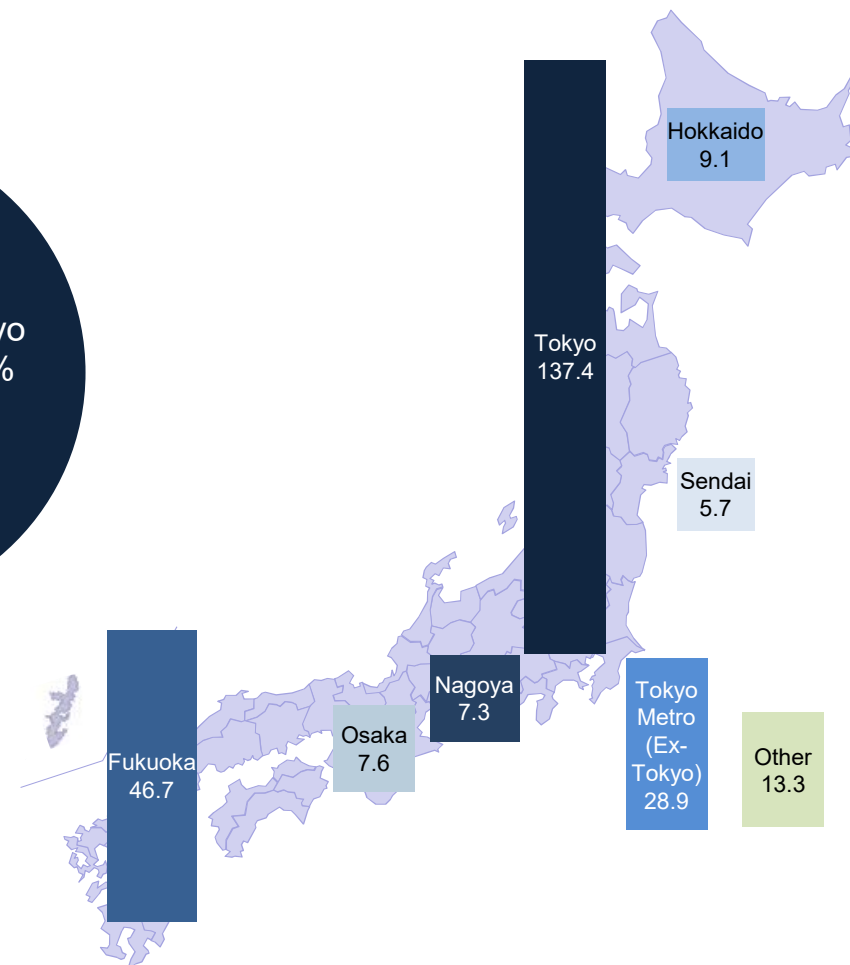 Hokkaido
9.1
Tokyo
137.4
%
Sendai
5.7
Nagoya
7.3
Tokyo
Metro
(Ex-
Tokyo)
28.9
Osaka
7.6
Other
13.3
Fukuoka
46.7